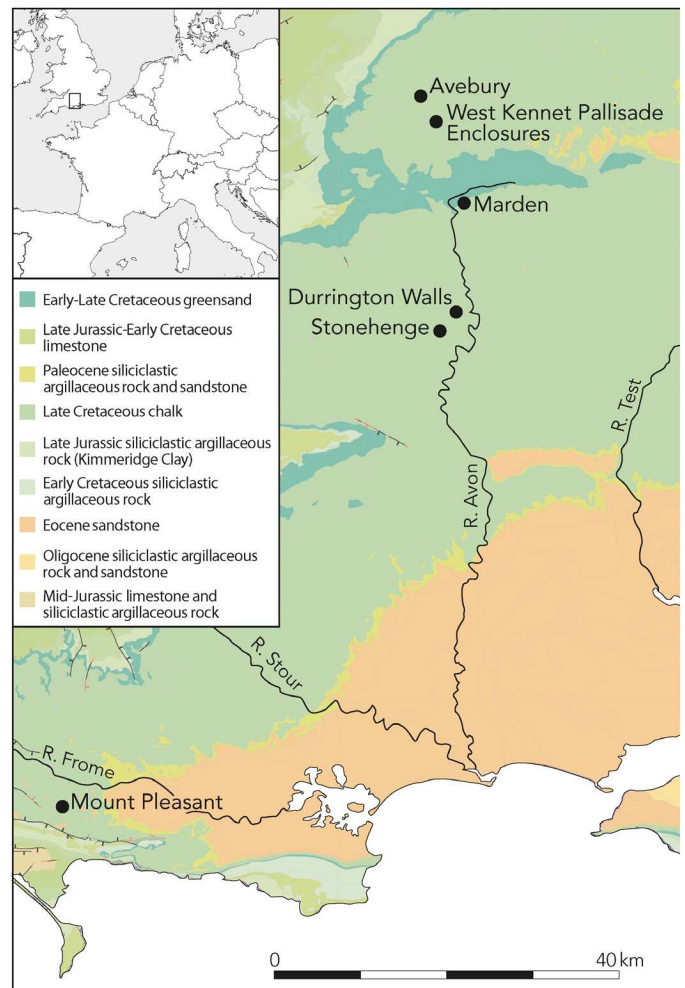 Avebury
West Kennet Pallisade
Enclosures
Marden
Durrington Walls
Stonehenge
R. Test
R. Avon
R. Stour
R. Frome
Mount Pleasant
Early-Late Cretaceous greensand
Late Jurassic-Early Cretaceous
limestone
Paleocene siliciclastic
argillaceous rock and sandstone
Late Cretaceous chalk
Late Jurassic siliciclastic argillaceous
rock (Kimmeridge Clay)
Early Cretaceous siliciclastic
argillaceous rock
Eocene sandstone
Oligocene siliciclastic argillaceous
rock and sandstone
Mid-Jurassic limestone and
siliciclastic argillaceous rock
0 40 km